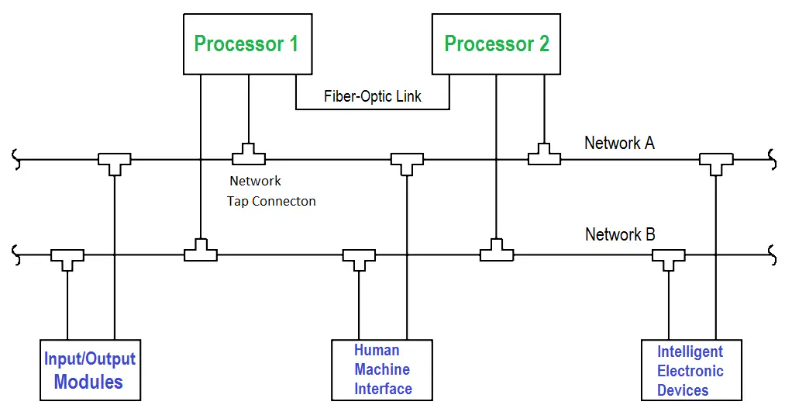 Processor 1
Processor 2
Fiber-Optic Link
Network A
Network
Tap Connecton
Network B
Input/Output
Modules
Human
Machine
Interface
Intelligent
Electronic
Devices